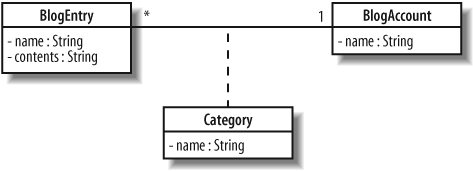 BlogEntry
* 1
BlogAccount
- name : String
- contents : String
- name : String
Category
- name : String